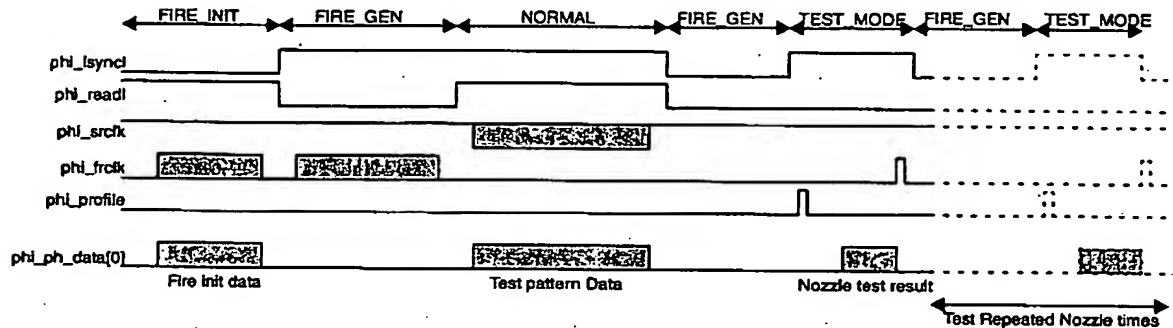 FIRE_INIT FIRE_GEN NORMAL FIRE_GEN TEST_MODE FIRE_GEN TEST_MODE
phi_lsyncl
phi_readl
phi_srclk
phi_frclk
phi_profile
phi_ph_data[0]
Fire init data Test pattern Data Nozzle test result
Test Repeated Nozzle times